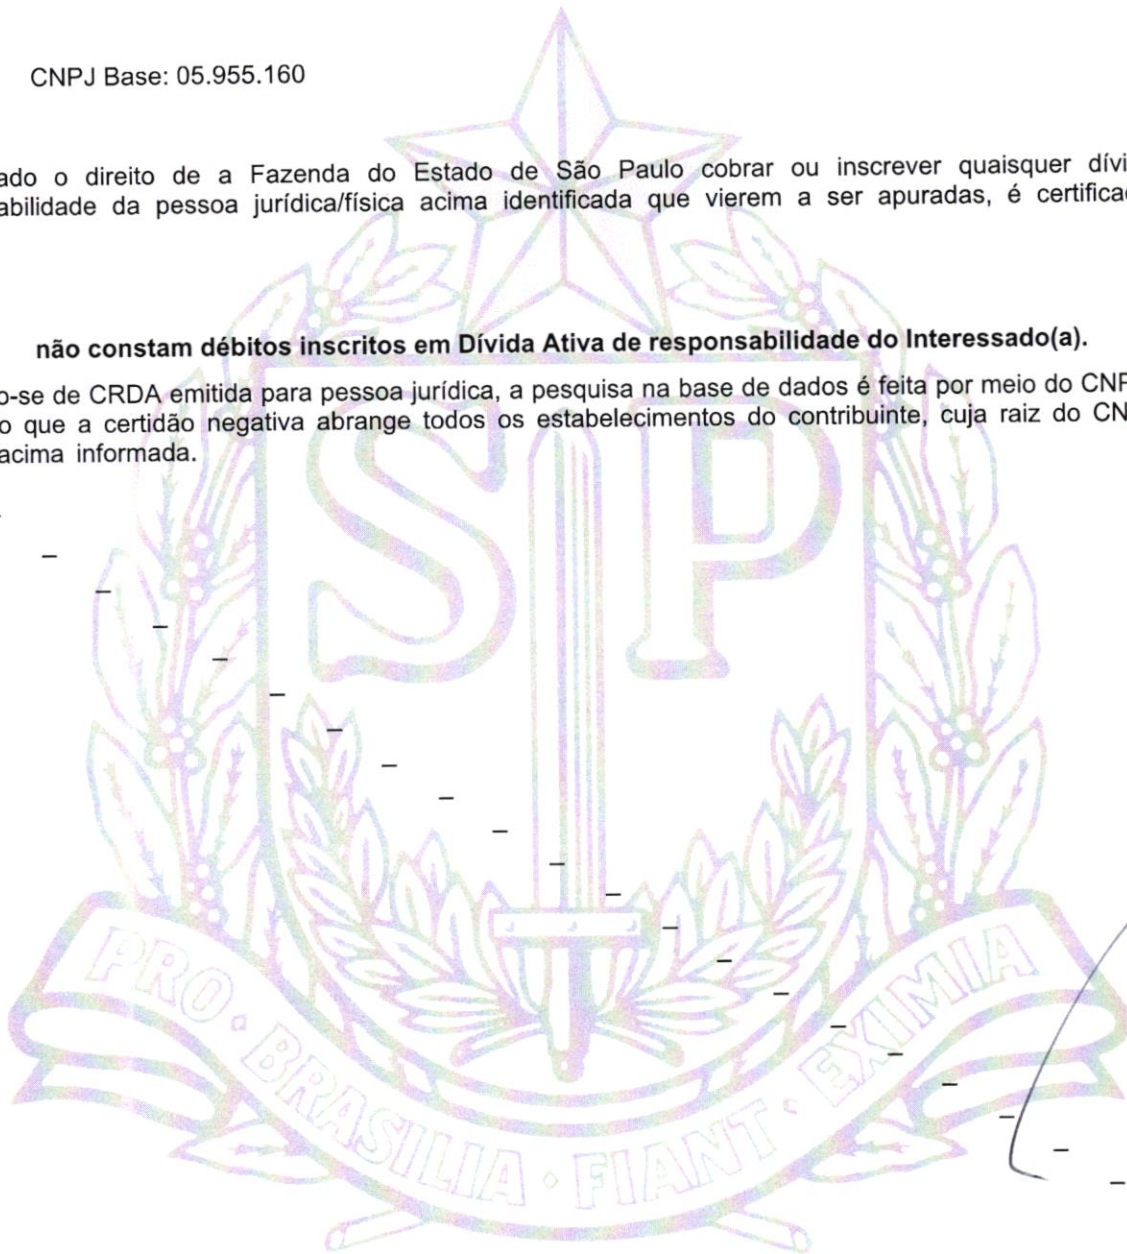 CNPJ Base: 05.955.160
ado o direito de a Fazenda do Estado de São Paulo cobrar ou inscrever quaisquer dívi
abilidade da pessoa jurídica/física acima identificada que vierem a ser apuradas, é certifica
não constam débitos inscritos em Dívida Ativa de responsabilidade do Interessado(a).
o-se de CRDA emitida para pessoa jurídica, a pesquisa na base de dados é feita por meio do CNP
o que a certidão negativa abrange todos os estabelecimentos do contribuinte, cuja raiz do CN
acima informada.
SP
PRO · BRASILIA · FIANT · EXIMIA